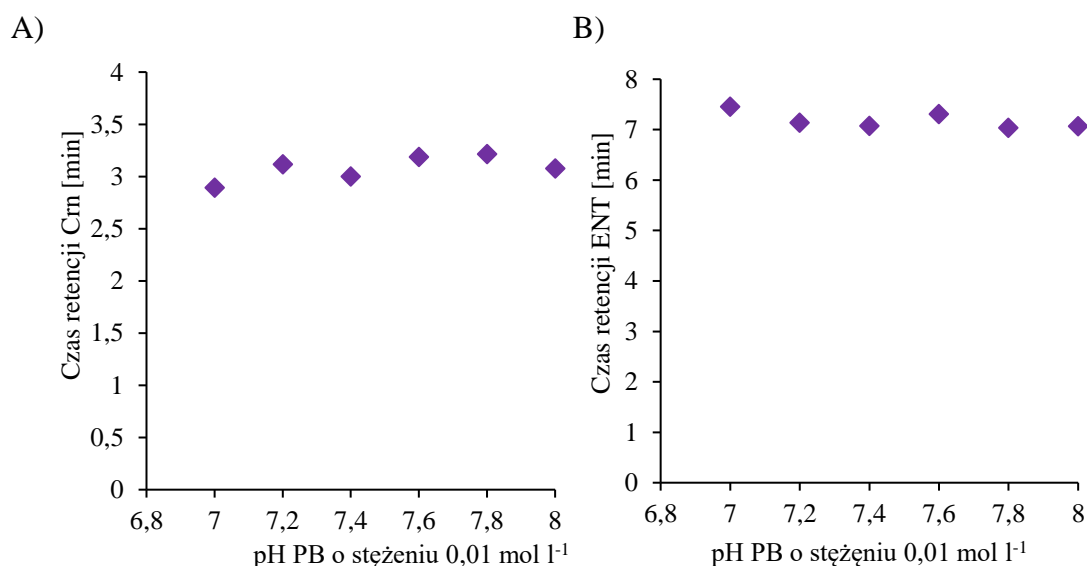 A)
Czas retencji Crn [min]
4
3,5
3
2,5
2
1,5
1
0,5
0
6,8 7 7,2 7,4 7,6 7,8 8
pH PB o stężeniu 0,01 mol l⁻¹
B)
Czas retencji ENT [min]
8
7
6
5
4
3
2
1
0
6,8 7 7,2 7,4 7,6 7,8 8
pH PB o stężęniu 0,01 mol l⁻¹